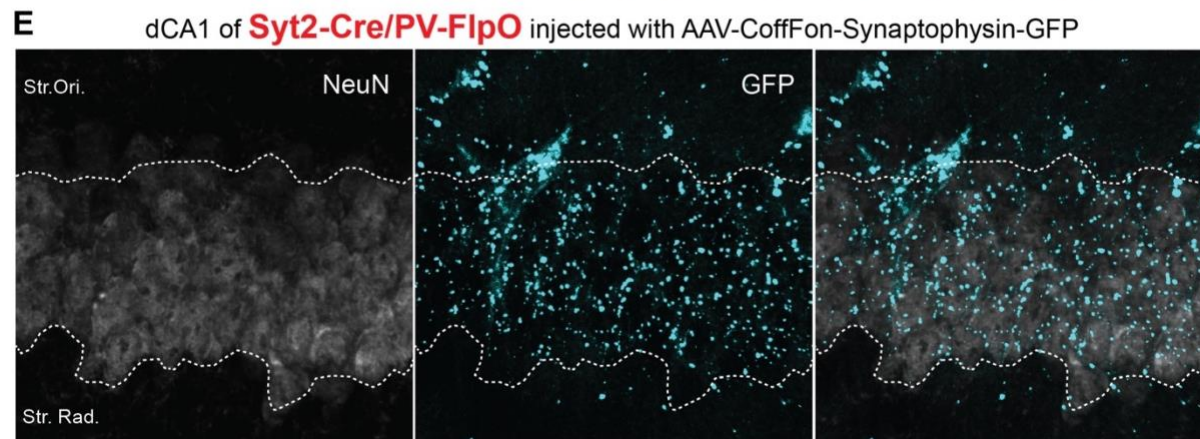 E
dCA1 of Syt2-Cre/PV-FlpO injected with AAV-CoffFon-Synaptophysin-GFP
Str.Ori.
NeuN
GFP
Str. Rad.